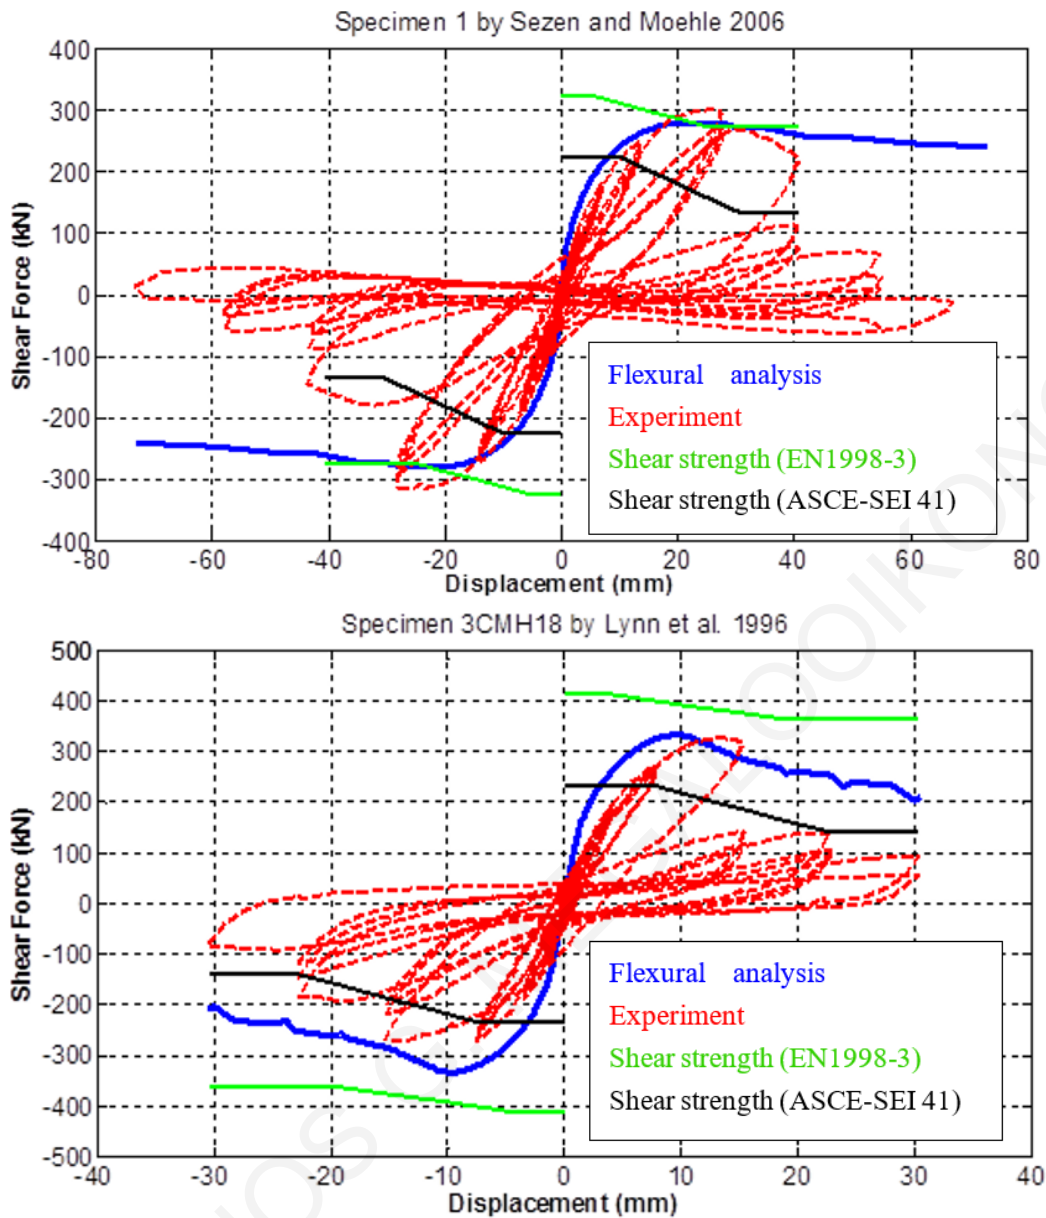 Specimen 1 by Sezen and Moehle 2006
400
300
200
100
0
-100
-200
-300
-400
Shear Force (kN)
Flexural analysis
Experiment
Shear strength (EN1998-3)
Shear strength (ASCE-SEI 41)
-80 -60 -40 -20 0 20 40 60 80
Displacement (mm)
Specimen 3CMH18 by Lynn et al. 1996
500
400
300
200
100
0
-100
-200
-300
-400
-500
Shear Force (kN)
Flexural analysis
Experiment
Shear strength (EN1998-3)
Shear strength (ASCE-SEI 41)
-40 -30 -20 -10 0 10 20 30 40
Displacement (mm)